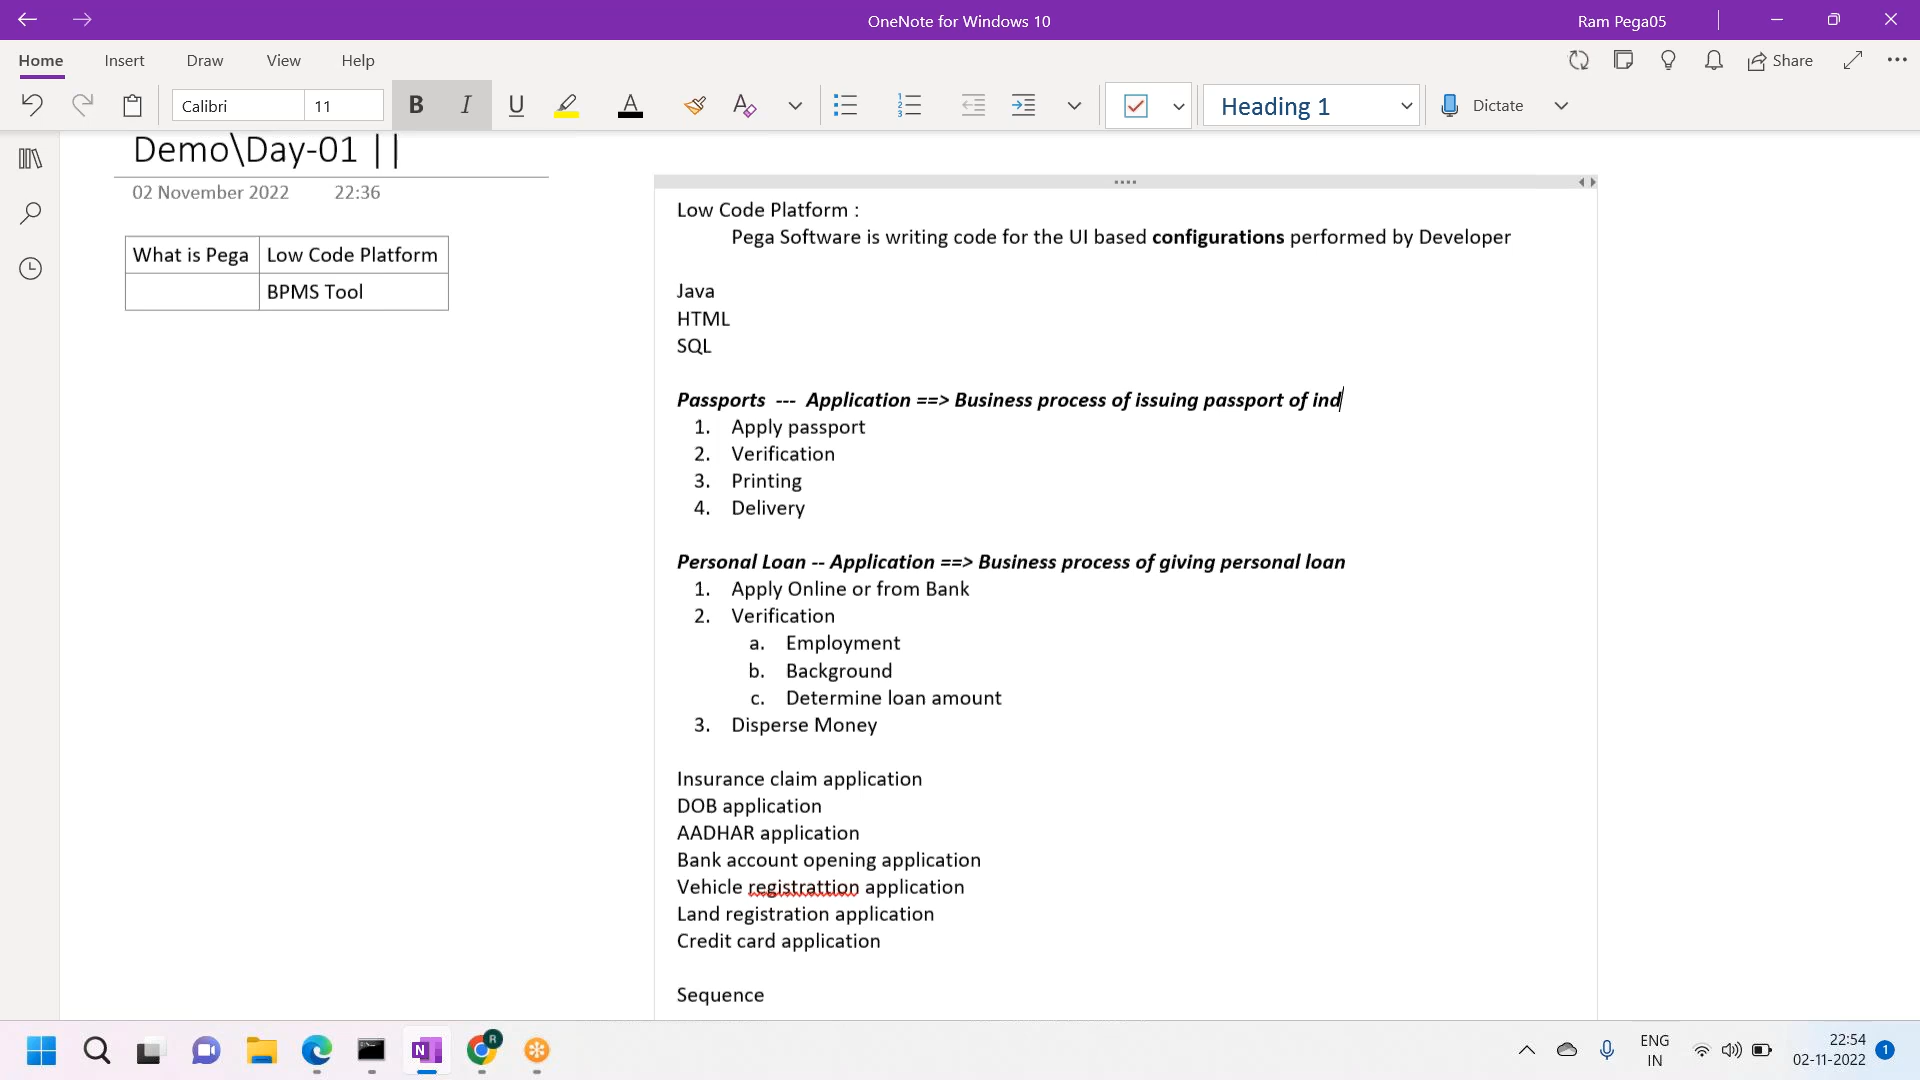 OneNote for Windows 10
Ram Pega05
Home
Insert
Draw
View
Help
Share
Calibri
11
B
I
U
A
Heading 1
Dictate
Demo\Day-01 ||
02 November 2022 22:36
What is Pega
Low Code Platform
BPMS Tool
Low Code Platform :
Pega Software is writing code for the UI based configurations performed by Developer
Java
HTML
SQL
Passports --- Application ==> Business process of issuing passport of ind
1. Apply passport
2. Verification
3. Printing
4. Delivery
Personal Loan -- Application ==> Business process of giving personal loan
1. Apply Online or from Bank
2. Verification
a. Employment
b. Background
c. Determine loan amount
3. Disperse Money
Insurance claim application
DOB application
AADHAR application
Bank account opening application
Vehicle registrattion application
Land registration application
Credit card application
Sequence
ENG
IN
22:54
02-11-2022
1